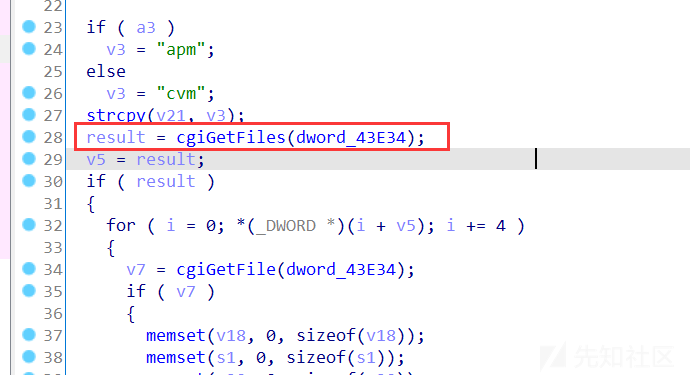 22
23 if ( a3 )
24 v3 = "apm";
25 else
26 v3 = "cvm";
27 strcpy(v21, v3);
28 result = cgiGetFiles(dword_43E34);
29 v5 = result;
30 if ( result )
31 {
32 for ( i = 0; *(_DWORD *)(i + v5); i += 4 )
33 {
34 v7 = cgiGetFile(dword_43E34);
35 if ( v7 )
36 {
37 memset(v18, 0, sizeof(v18));
38 memset(s1, 0, sizeof(s1));
先知社区